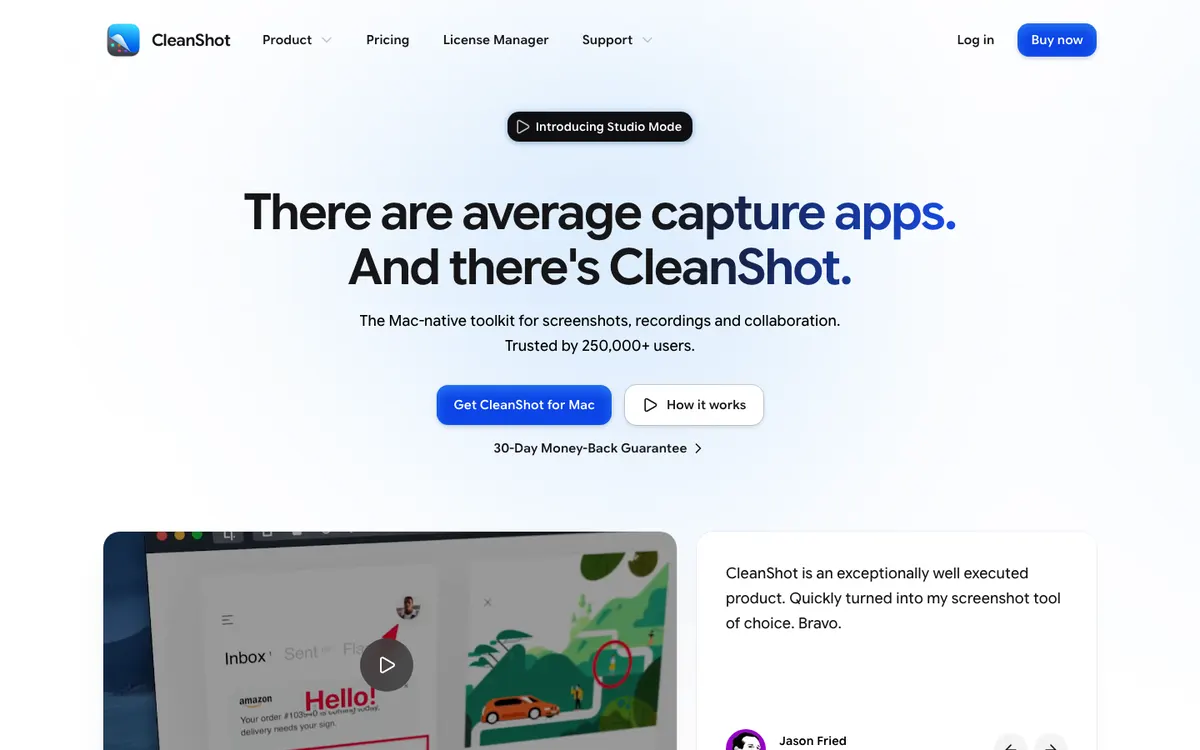 CleanShot
Product
Pricing
License Manager
Support
Log in
Buy now
Introducing Studio Mode
There are average capture apps.
And there's CleanShot.
The Mac-native toolkit for screenshots, recordings and collaboration.
Trusted by 250,000+ users.
Get CleanShot for Mac
How it works
30-Day Money-Back Guarantee
Inbox
Sent
Hello!
amazon
Your order
delivery needs your sign.
CleanShot is an exceptionally well executed
product. Quickly turned into my screenshot tool
of choice. Bravo.
Jason Fried